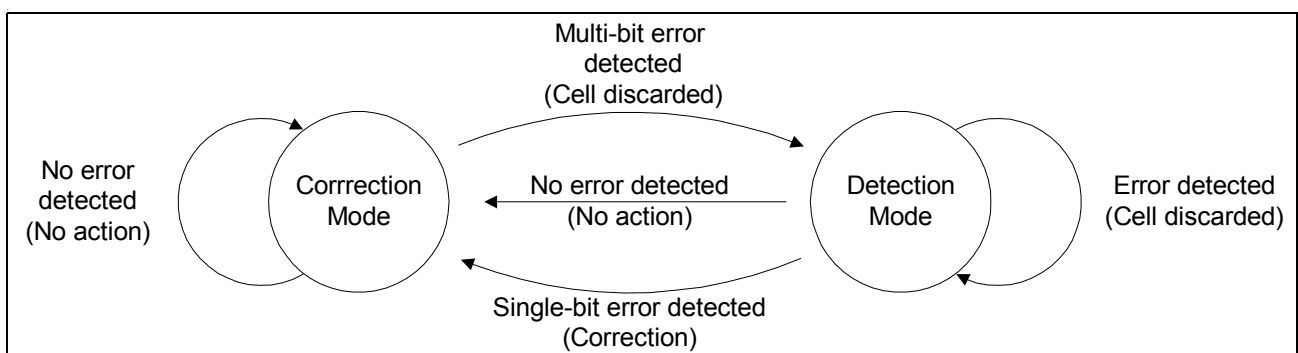 Multi-bit error
detected
(Cell discarded)
No error
detected
(No action)
Corrrection
Mode
No error detected
(No action)
Detection
Mode
Error detected
(Cell discarded)
Single-bit error detected
(Correction)